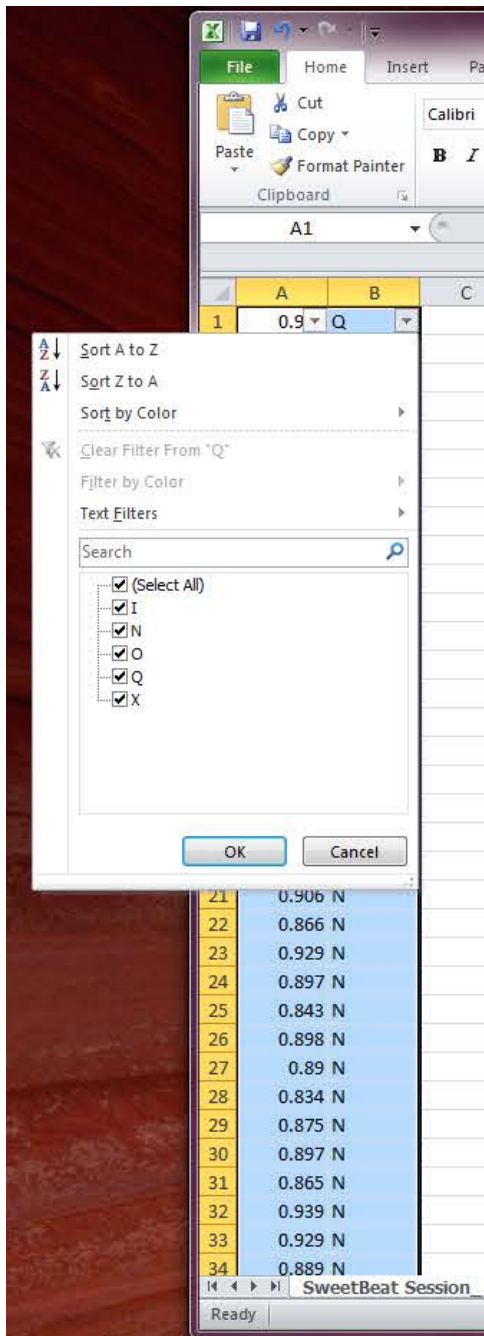 File Home Insert Pa
Cut
Calibri
Copy
Paste
B I
Format Painter
Clipboard
A1
A B C
1 0.9 Q
Sort A to Z
Sort Z to A
Sort by Color
Clear Filter From "Q"
Filter by Color
Text Filters
Search
(Select All)
I
N
O
Q
X
OK Cancel
21 0.906 N
22 0.866 N
23 0.929 N
24 0.897 N
25 0.843 N
26 0.898 N
27 0.89 N
28 0.834 N
29 0.875 N
30 0.897 N
31 0.865 N
32 0.939 N
33 0.929 N
34 0.889 N
SweetBeat Session_
Ready